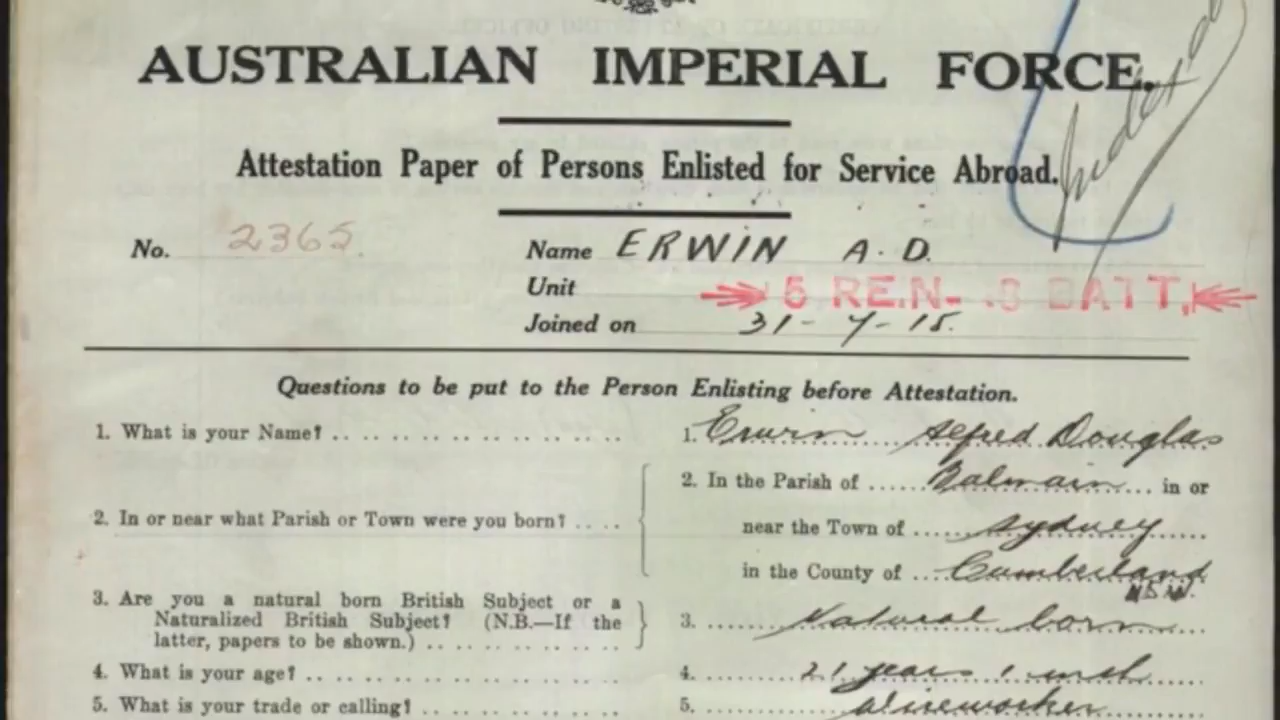 AUSTRALIAN IMPERIAL FORCE.
Attestation Paper of Persons Enlisted for Service Abroad.
No. 2365 Name ERWIN A. D.
Unit 5 REN- 3 BATT,
Joined on 31-7-15.
Questions to be put to the Person Enlisting before Attestation.
1. What is your Name? 1. Erwin Alfred Douglas
2. In or near what Parish or Town were you born? 2. In the Parish of Balmain in or
near the Town of Sydney
in the County of Cumberland
N.S.W.
3. Are you a natural born British Subject or a
Naturalized British Subject? (N.B.—If the
latter, papers to be shown.) 3. Natural born
4. What is your age? 4. 21 years 1 mth
5. What is your trade or calling? 5. Wireworker